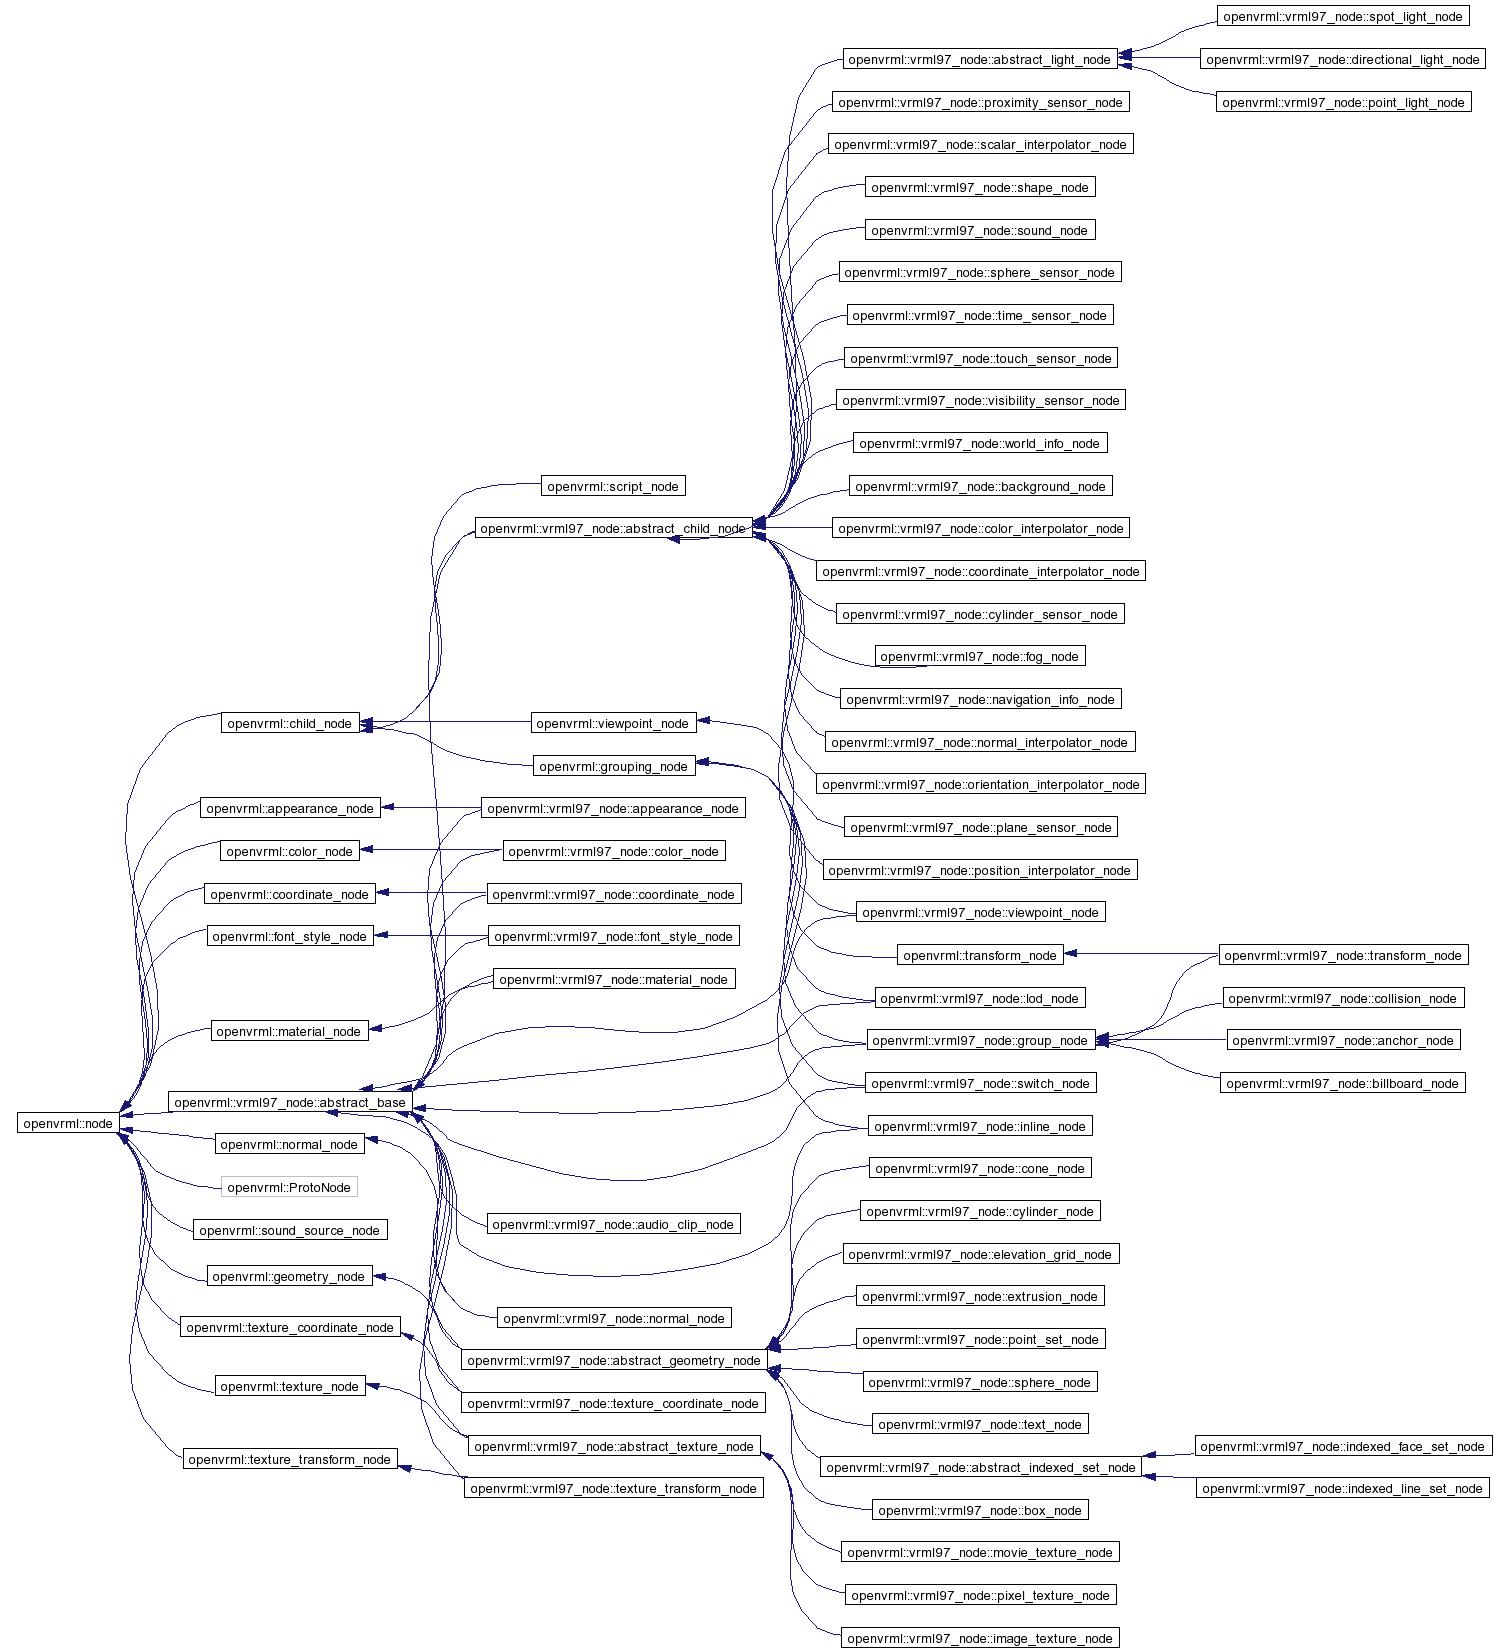 openvrml::vrml97_node::spot_light_node
openvrml::vrml97_node::abstract_light_node
openvrml::vrml97_node::directional_light_node
openvrml::vrml97_node::proximity_sensor_node
openvrml::vrml97_node::point_light_node
openvrml::vrml97_node::scalar_interpolator_node
openvrml::vrml97_node::shape_node
openvrml::vrml97_node::sound_node
openvrml::vrml97_node::sphere_sensor_node
openvrml::vrml97_node::time_sensor_node
openvrml::vrml97_node::touch_sensor_node
openvrml::vrml97_node::visibility_sensor_node
openvrml::vrml97_node::world_info_node
openvrml::script_node
openvrml::vrml97_node::background_node
openvrml::vrml97_node::abstract_child_node
openvrml::vrml97_node::color_interpolator_node
openvrml::vrml97_node::coordinate_interpolator_node
openvrml::vrml97_node::cylinder_sensor_node
openvrml::vrml97_node::fog_node
openvrml::vrml97_node::navigation_info_node
openvrml::child_node
openvrml::viewpoint_node
openvrml::vrml97_node::normal_interpolator_node
openvrml::grouping_node
openvrml::vrml97_node::orientation_interpolator_node
openvrml::appearance_node
openvrml::vrml97_node::appearance_node
openvrml::vrml97_node::plane_sensor_node
openvrml::color_node
openvrml::vrml97_node::color_node
openvrml::vrml97_node::position_interpolator_node
openvrml::coordinate_node
openvrml::vrml97_node::coordinate_node
openvrml::vrml97_node::viewpoint_node
openvrml::font_style_node
openvrml::vrml97_node::font_style_node
openvrml::transform_node
openvrml::vrml97_node::transform_node
openvrml::vrml97_node::material_node
openvrml::vrml97_node::lod_node
openvrml::vrml97_node::collision_node
openvrml::material_node
openvrml::vrml97_node::group_node
openvrml::vrml97_node::anchor_node
openvrml::vrml97_node::switch_node
openvrml::vrml97_node::billboard_node
openvrml::vrml97_node::abstract_base
openvrml::node
openvrml::vrml97_node::inline_node
openvrml::normal_node
openvrml::vrml97_node::cone_node
openvrml::ProtoNode
openvrml::vrml97_node::cylinder_node
openvrml::sound_source_node
openvrml::vrml97_node::audio_clip_node
openvrml::vrml97_node::elevation_grid_node
openvrml::geometry_node
openvrml::vrml97_node::extrusion_node
openvrml::vrml97_node::normal_node
openvrml::texture_coordinate_node
openvrml::vrml97_node::point_set_node
openvrml::vrml97_node::abstract_geometry_node
openvrml::texture_node
openvrml::vrml97_node::sphere_node
openvrml::vrml97_node::texture_coordinate_node
openvrml::vrml97_node::text_node
openvrml::vrml97_node::abstract_texture_node
openvrml::vrml97_node::indexed_face_set_node
openvrml::texture_transform_node
openvrml::vrml97_node::abstract_indexed_set_node
openvrml::vrml97_node::texture_transform_node
openvrml::vrml97_node::indexed_line_set_node
openvrml::vrml97_node::box_node
openvrml::vrml97_node::movie_texture_node
openvrml::vrml97_node::pixel_texture_node
openvrml::vrml97_node::image_texture_node